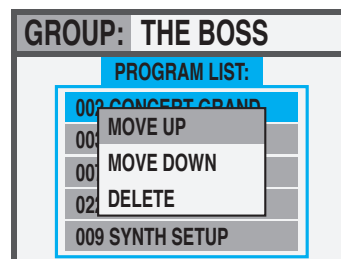 GROUP: THE BOSS
PROGRAM LIST:
002 CONCERT GRAND
MOVE UP
MOVE DOWN
DELETE
009 SYNTH SETUP